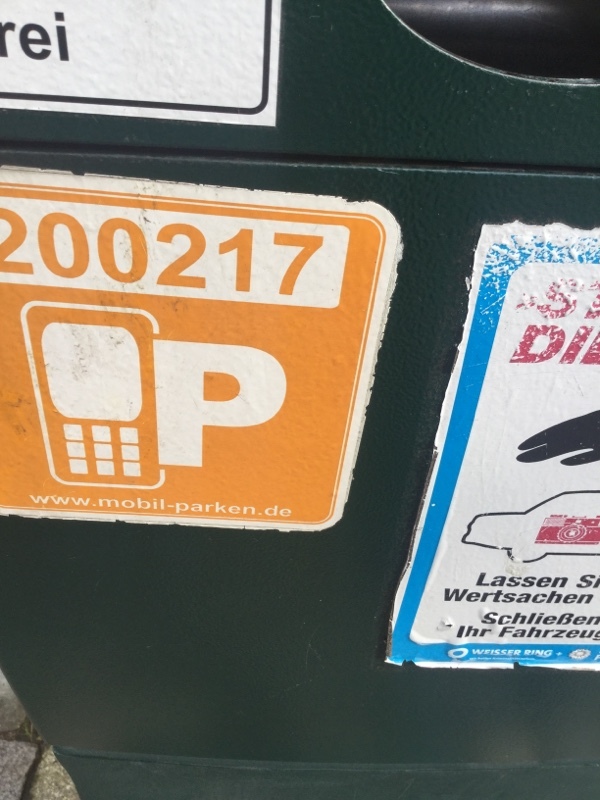 rei
200217
P
www.mobil-parken.de
Lassen
Wertsachen
Schließen
Ihr Fahrzeug
WEISSER RING +